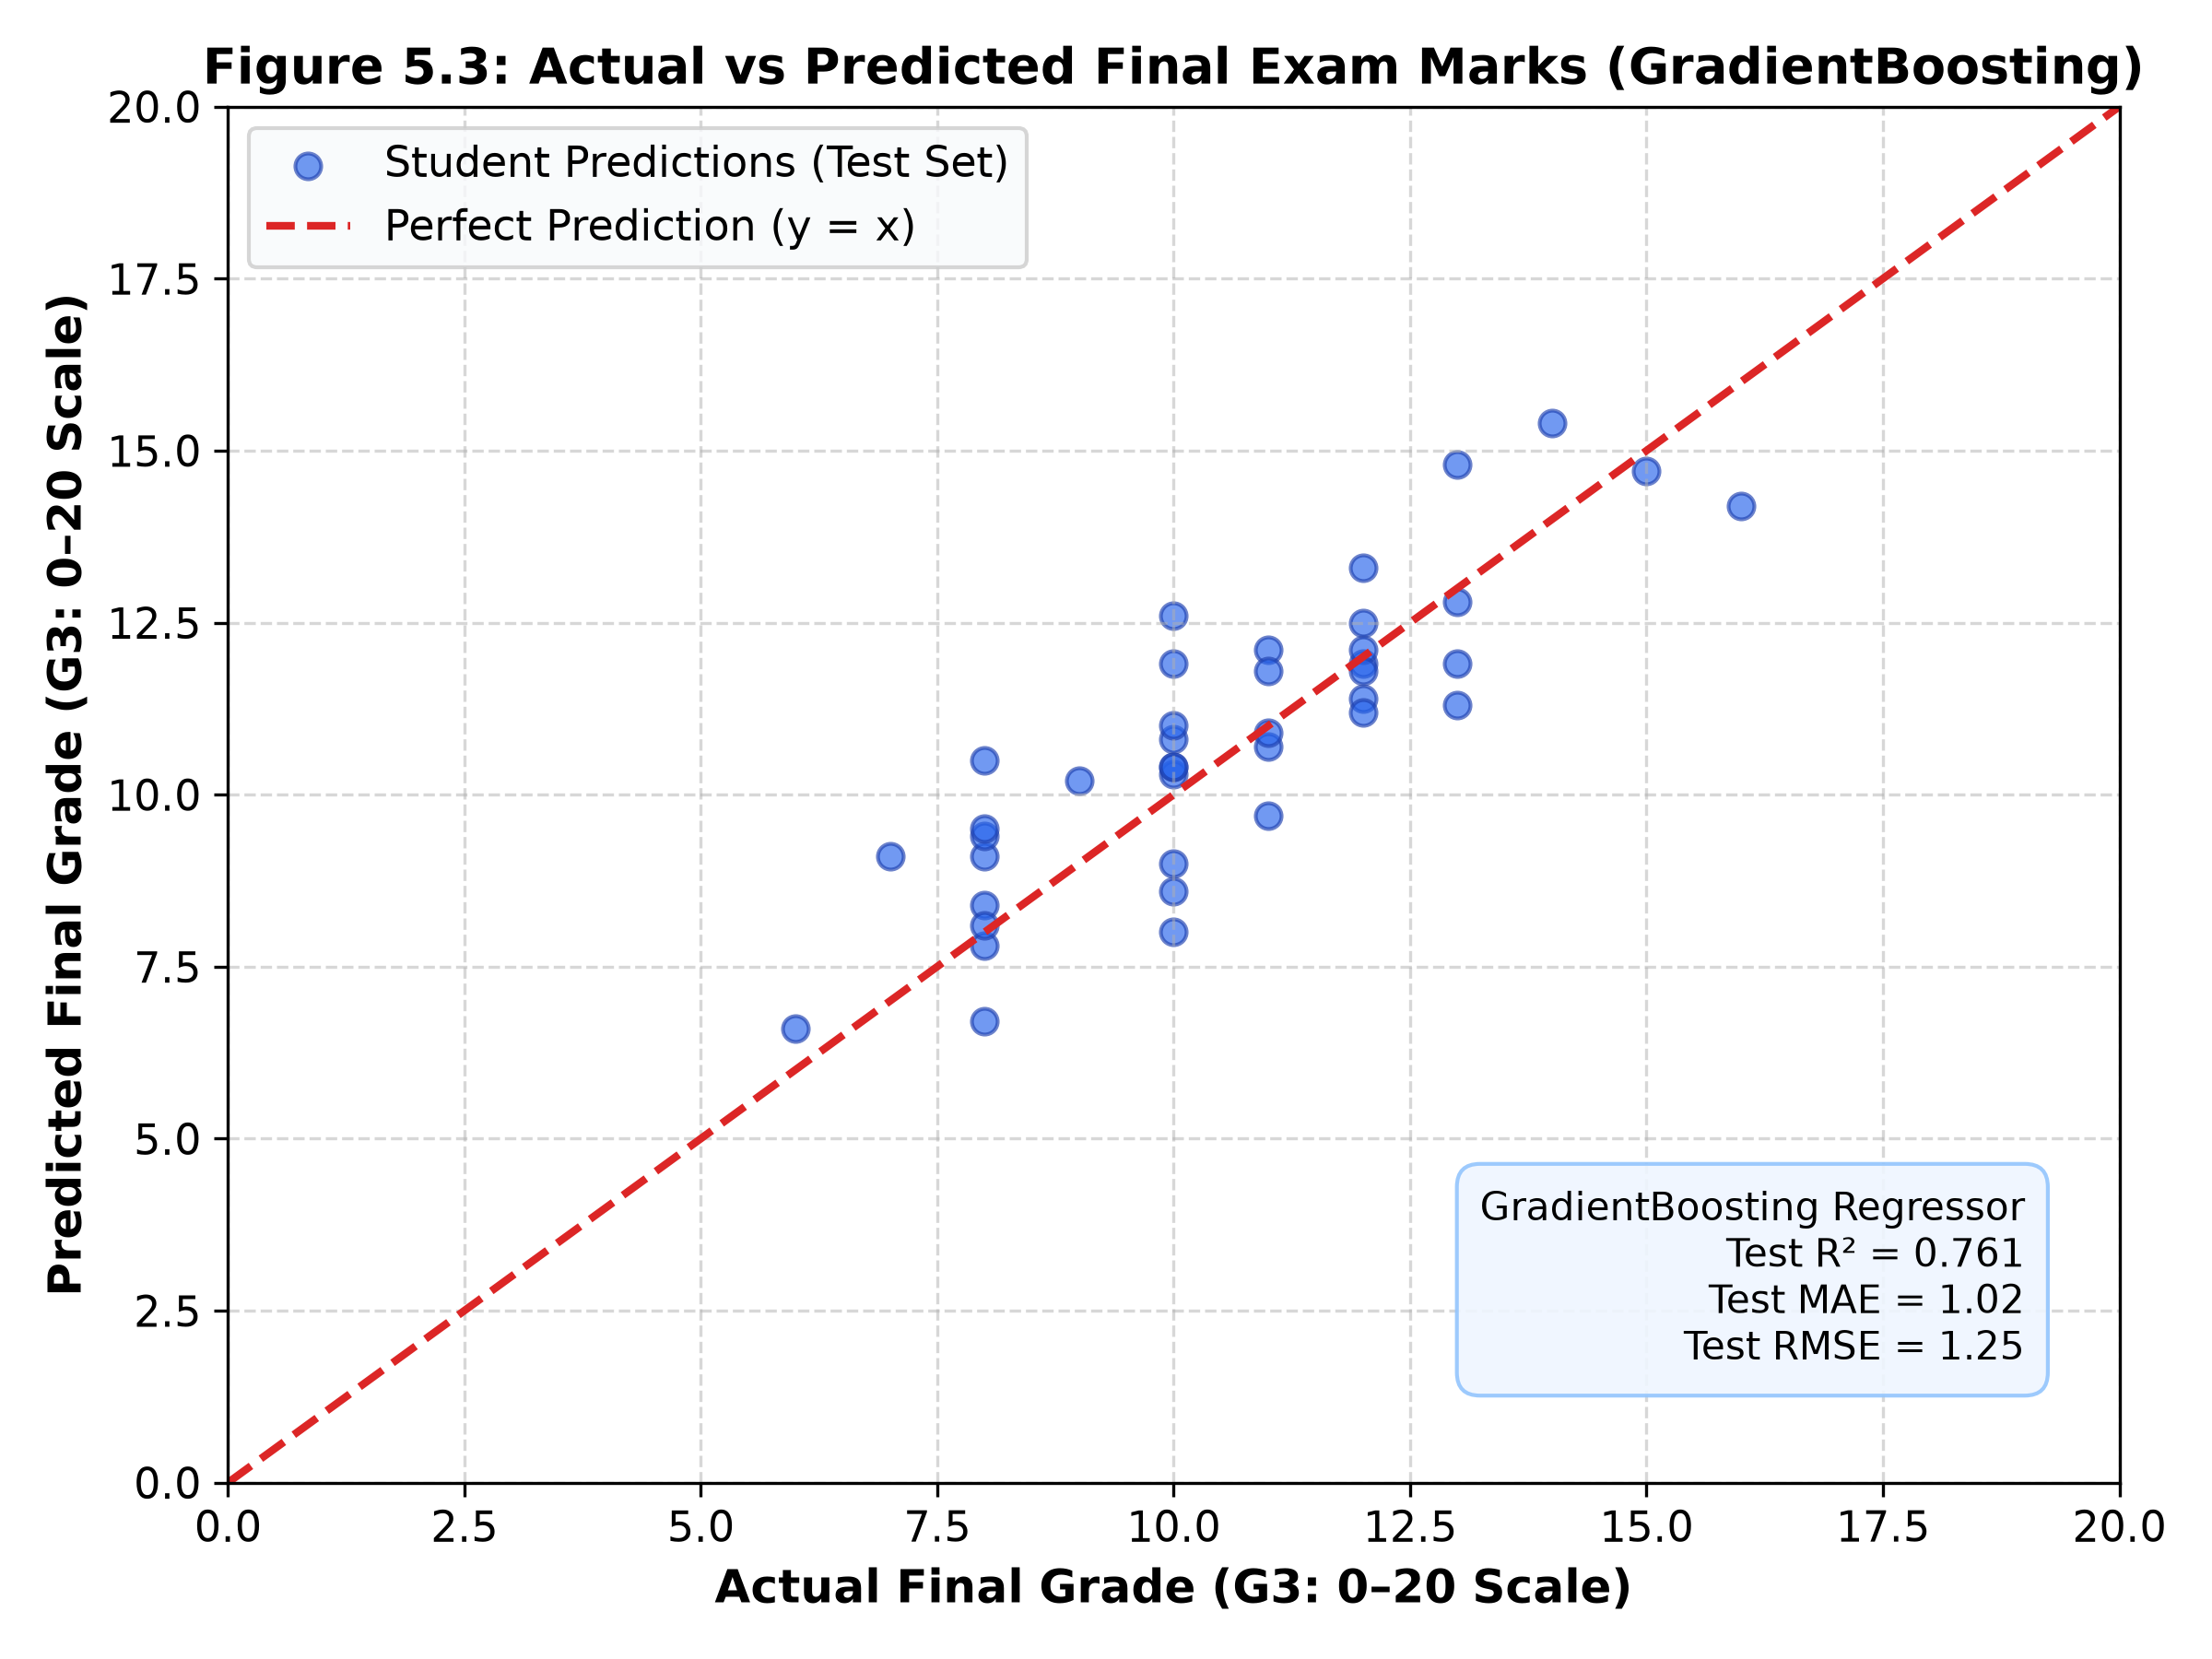 Figure 5.3: Actual vs Predicted Final Exam Marks (GradientBoosting)
Student Predictions (Test Set)
Perfect Prediction (y = x)
Predicted Final Grade (G3: 0–20 Scale)
20.0
17.5
15.0
12.5
10.0
7.5
5.0
2.5
0.0
GradientBoosting Regressor
Test R² = 0.761
Test MAE = 1.02
Test RMSE = 1.25
0.0 2.5 5.0 7.5 10.0 12.5 15.0 17.5 20.0
Actual Final Grade (G3: 0–20 Scale)